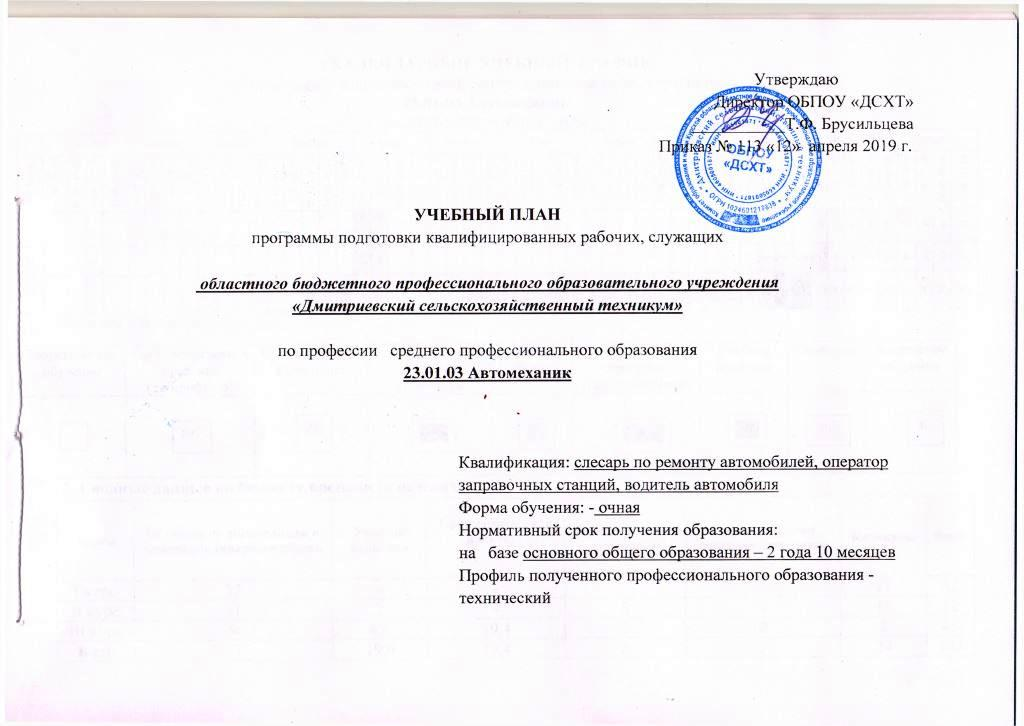 Утверждаю
Директор ОБПОУ «ДСХТ»
Т.Ф. Брусильцева
Приказ № 113 «12» апреля 2019 г.
ОБПОУ
«ДСХТ»
УЧЕБНЫЙ ПЛАН
программы подготовки квалифицированных рабочих, служащих
областного бюджетного профессионального образовательного учреждения
«Дмитриевский сельскохозяйственный техникум»
по профессии среднего профессионального образования
23.01.03 Автомеханик
Квалификация: слесарь по ремонту автомобилей, оператор
заправочных станций, водитель автомобиля
Форма обучения: - очная
Нормативный срок получения образования:
на базе основного общего образования – 2 года 10 месяцев
Профиль полученного профессионального образования -
технический